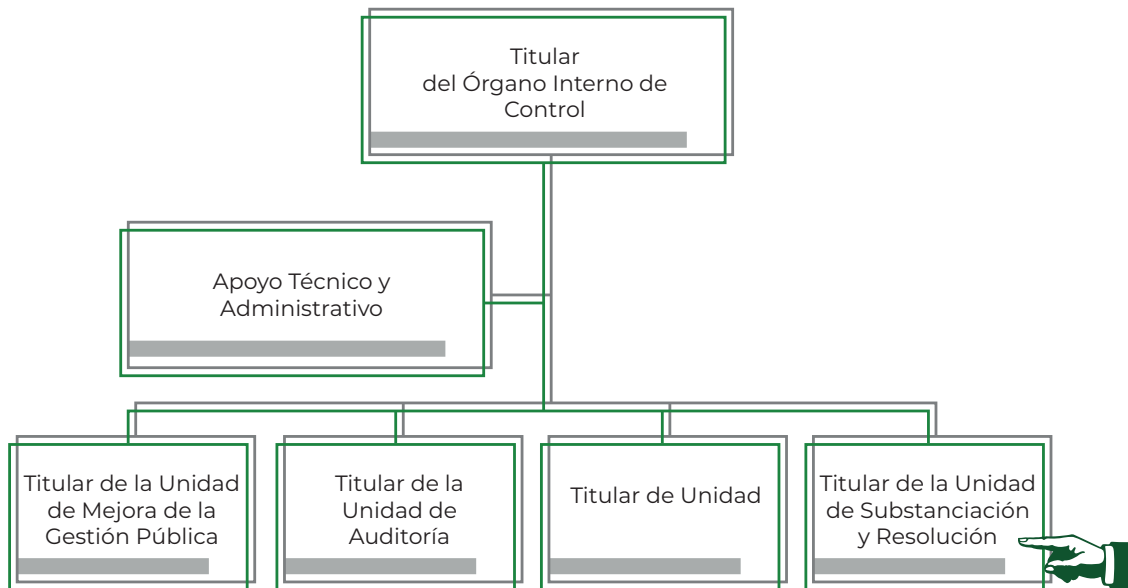 Titular
del Órgano Interno de
Control
Apoyo Técnico y
Administrativo
Titular de la Unidad
de Mejora de la
Gestión Pública
Titular de la
Unidad de
Auditoría
Titular de Unidad
Titular de la Unidad
de Substanciación
y Resolución